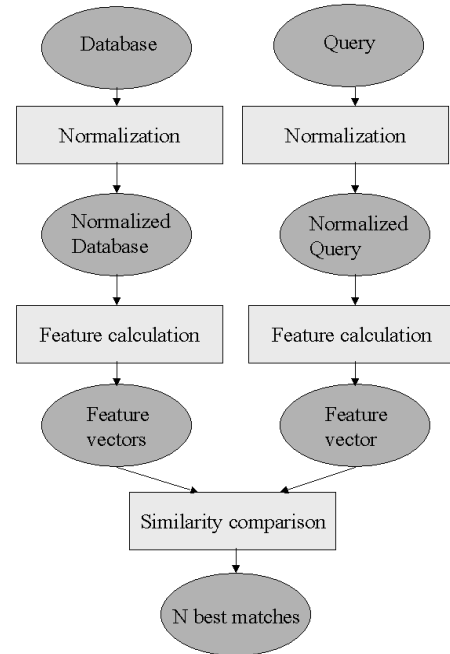 Database
Query
Normalization
Normalization
Normalized
Database
Normalized
Query
Feature calculation
Feature calculation
Feature
vectors
Feature
vector
Similarity comparison
N best matches